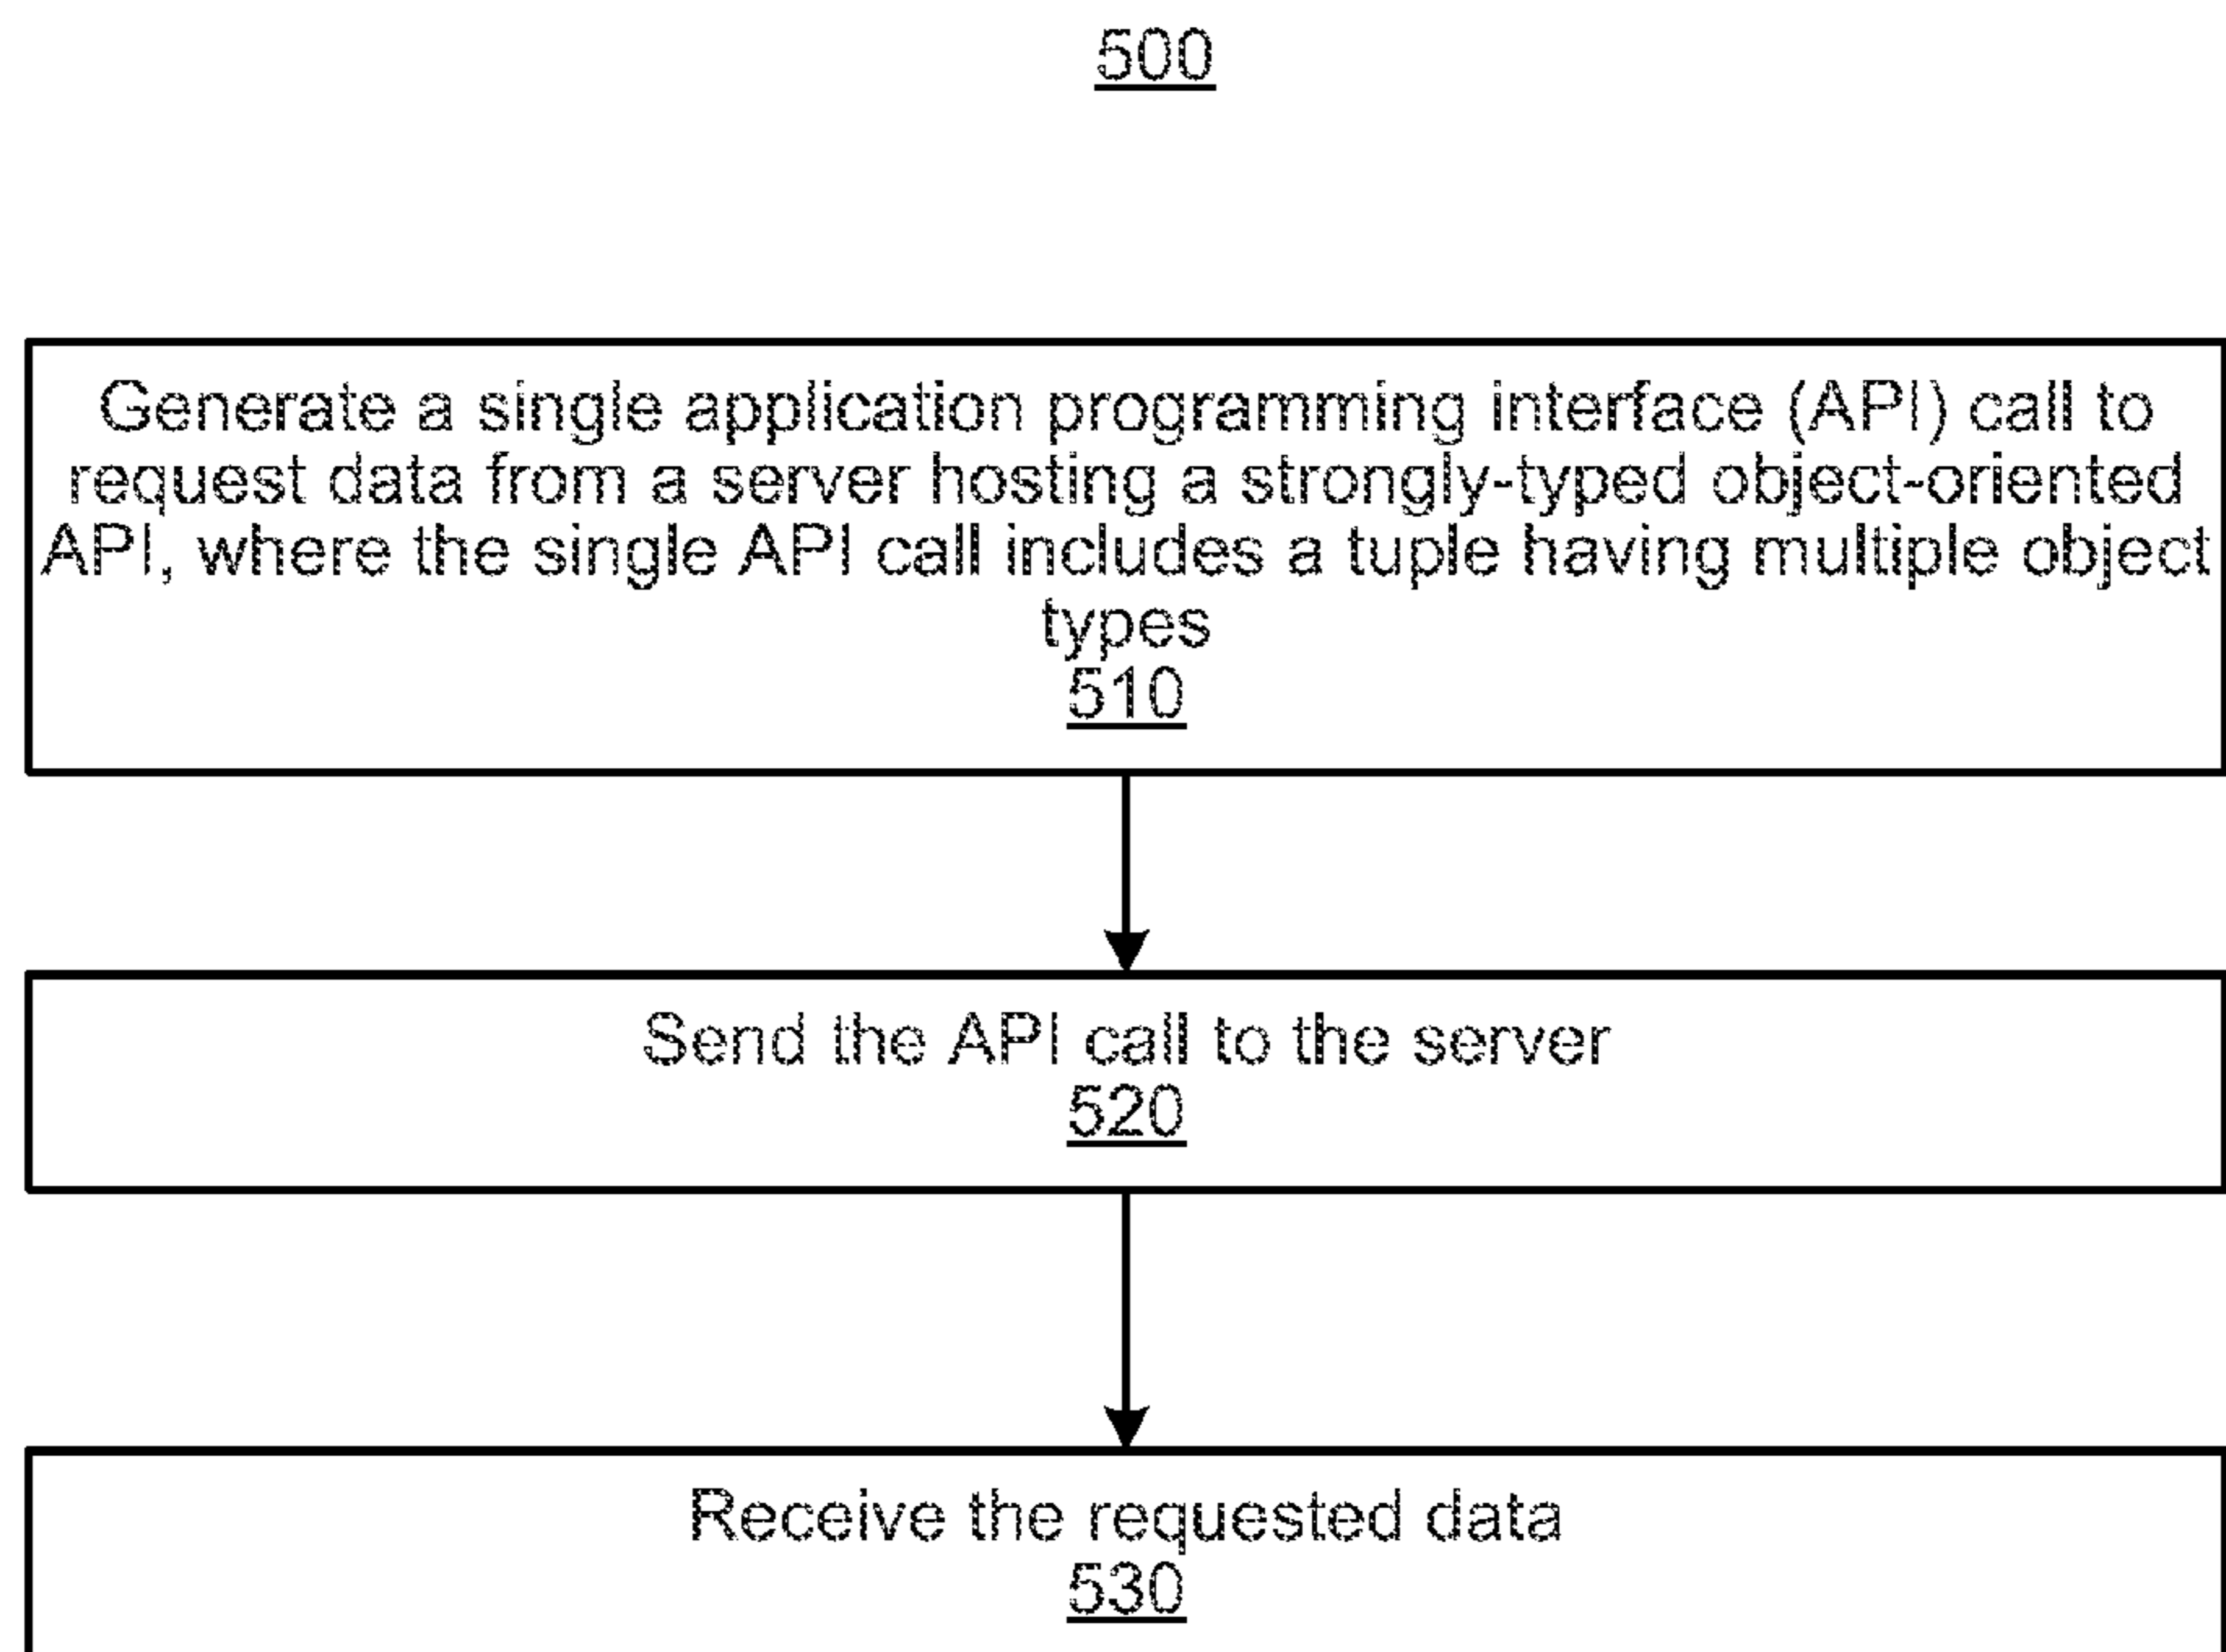 500
Generate a single application programming interface (API) call to
request data from a server hosting a strongly-typed object-oriented
API, where the single API call includes a tuple having multiple object
types
510
Send the API call to the server
520
Receive the requested data
530